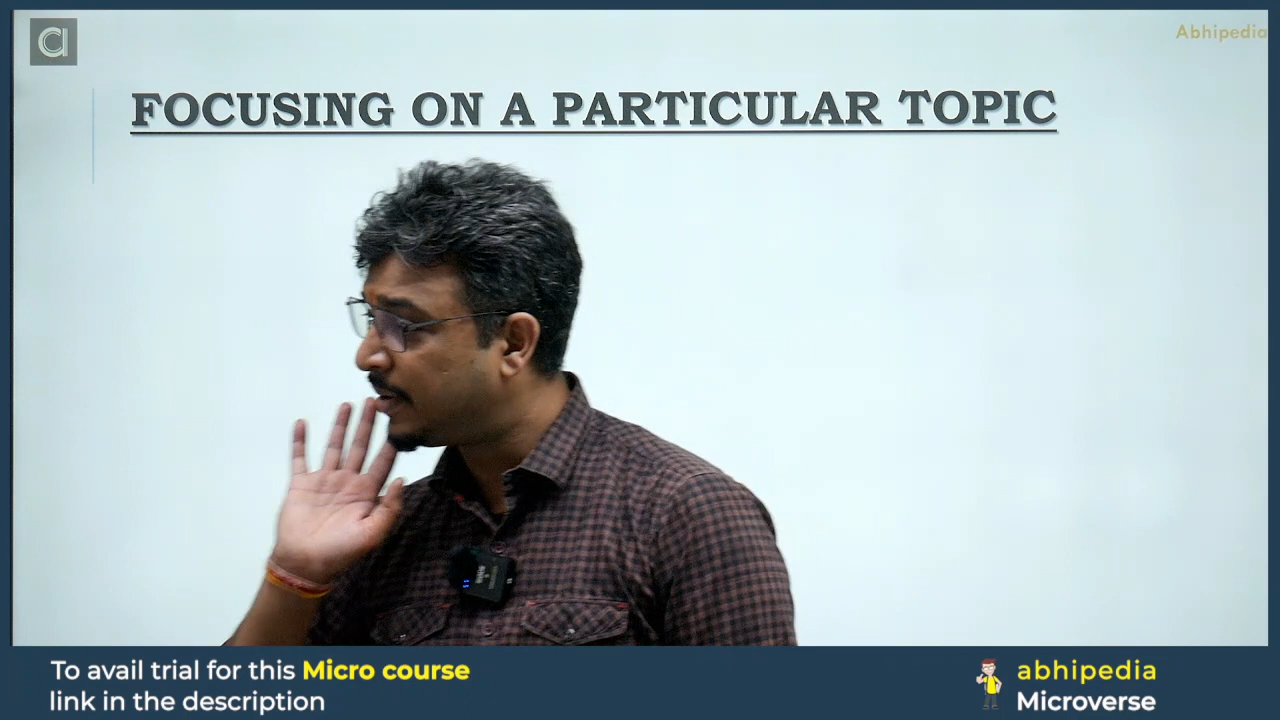 Abhipedia
FOCUSING ON A PARTICULAR TOPIC
To avail trial for this Micro course
link in the description
abhipedia
Microverse